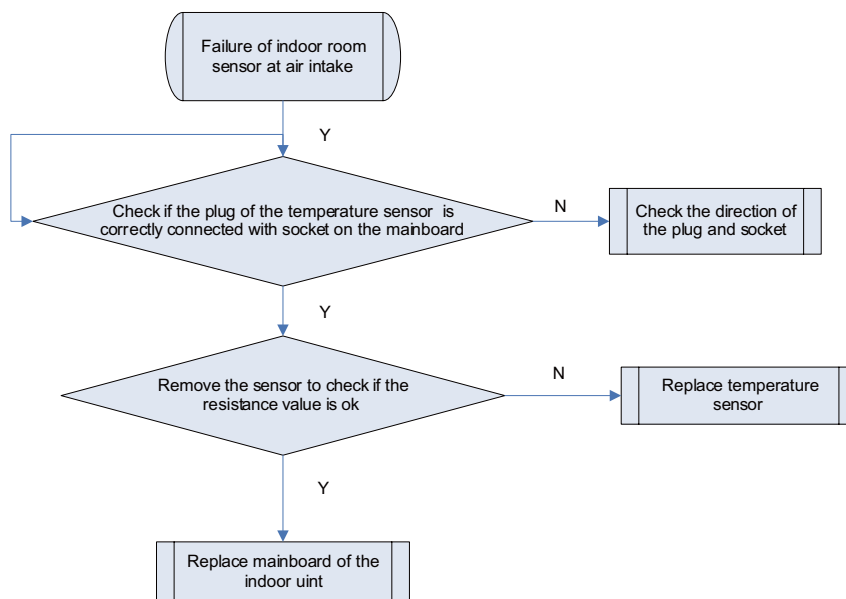 Failure of indoor room
sensor at air intake
Y
Check if the plug of the temperature sensor is
correctly connected with socket on the mainboard
N
Check the direction of
the plug and socket
Y
Remove the sensor to check if the
resistance value is ok
N
Replace temperature
sensor
Y
Replace mainboard of the
indoor uint